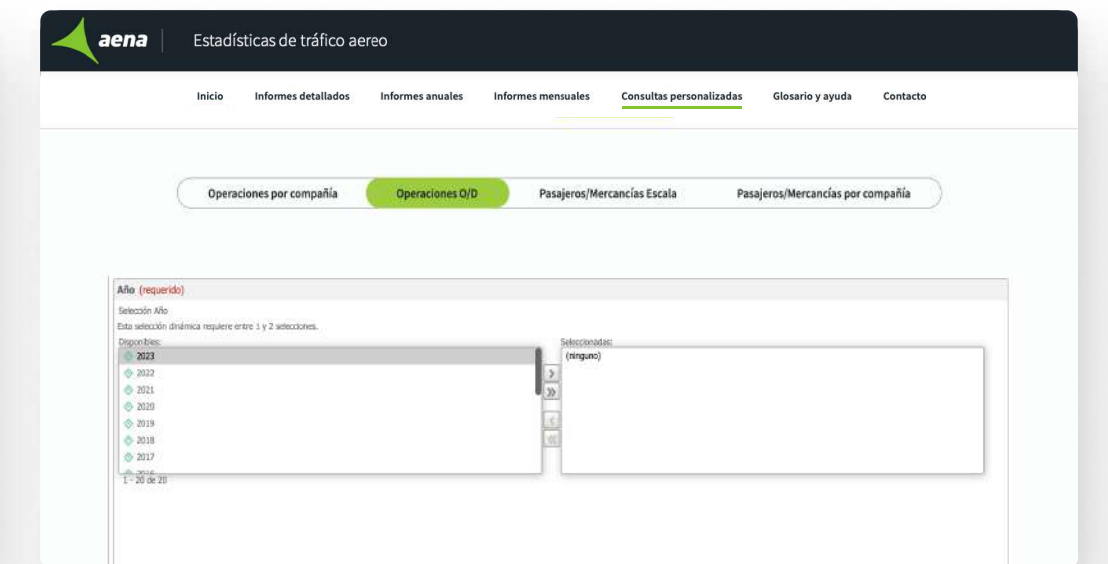 aena
Estadísticas de tráfico aereo
Inicio Informes detallados Informes anuales Informes mensuales Consultas personalizadas Glosario y ayuda Contacto
Operaciones por compañía Operaciones O/D Pasajeros/Mercancías Escala Pasajeros/Mercancías por compañía
Año (requerido)
Selección Año
Esta selección dinámica requiere entre 1 y 2 selecciones.
Disponibles: Seleccionadas:
2023 (ninguno)
2022
2021
2020
2019
2018
2017
2016
1 - 20 de 20